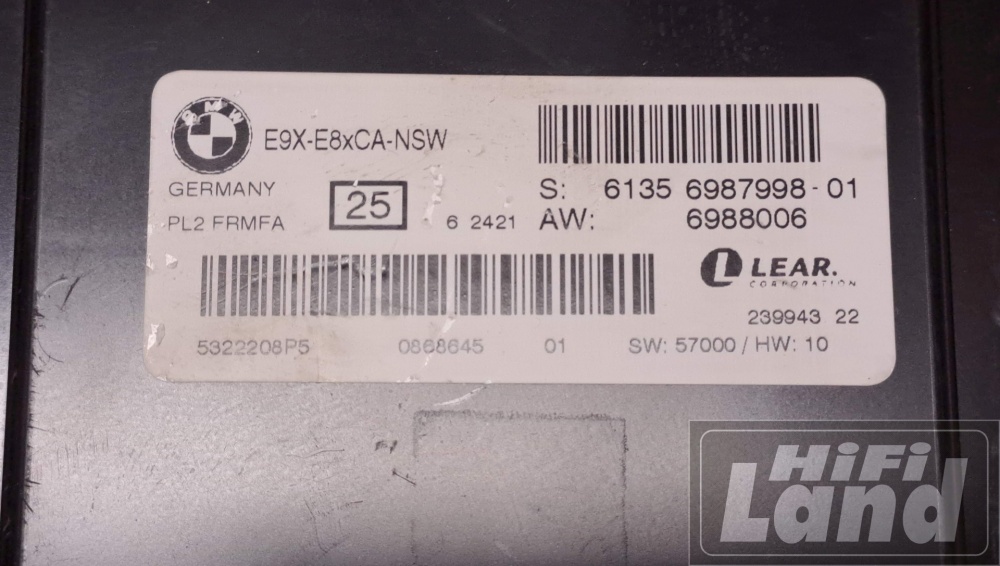 BMW
E9X-E8xCA-NSW
GERMANY
PL2 FRMFA
25
6 2421
S: 6135 6987998-01
AW: 6988006
L LEAR.
CORPORATION
239943 22
5322208P5 0868645 01 SW: 57000 / HW: 10
HiFi
Land